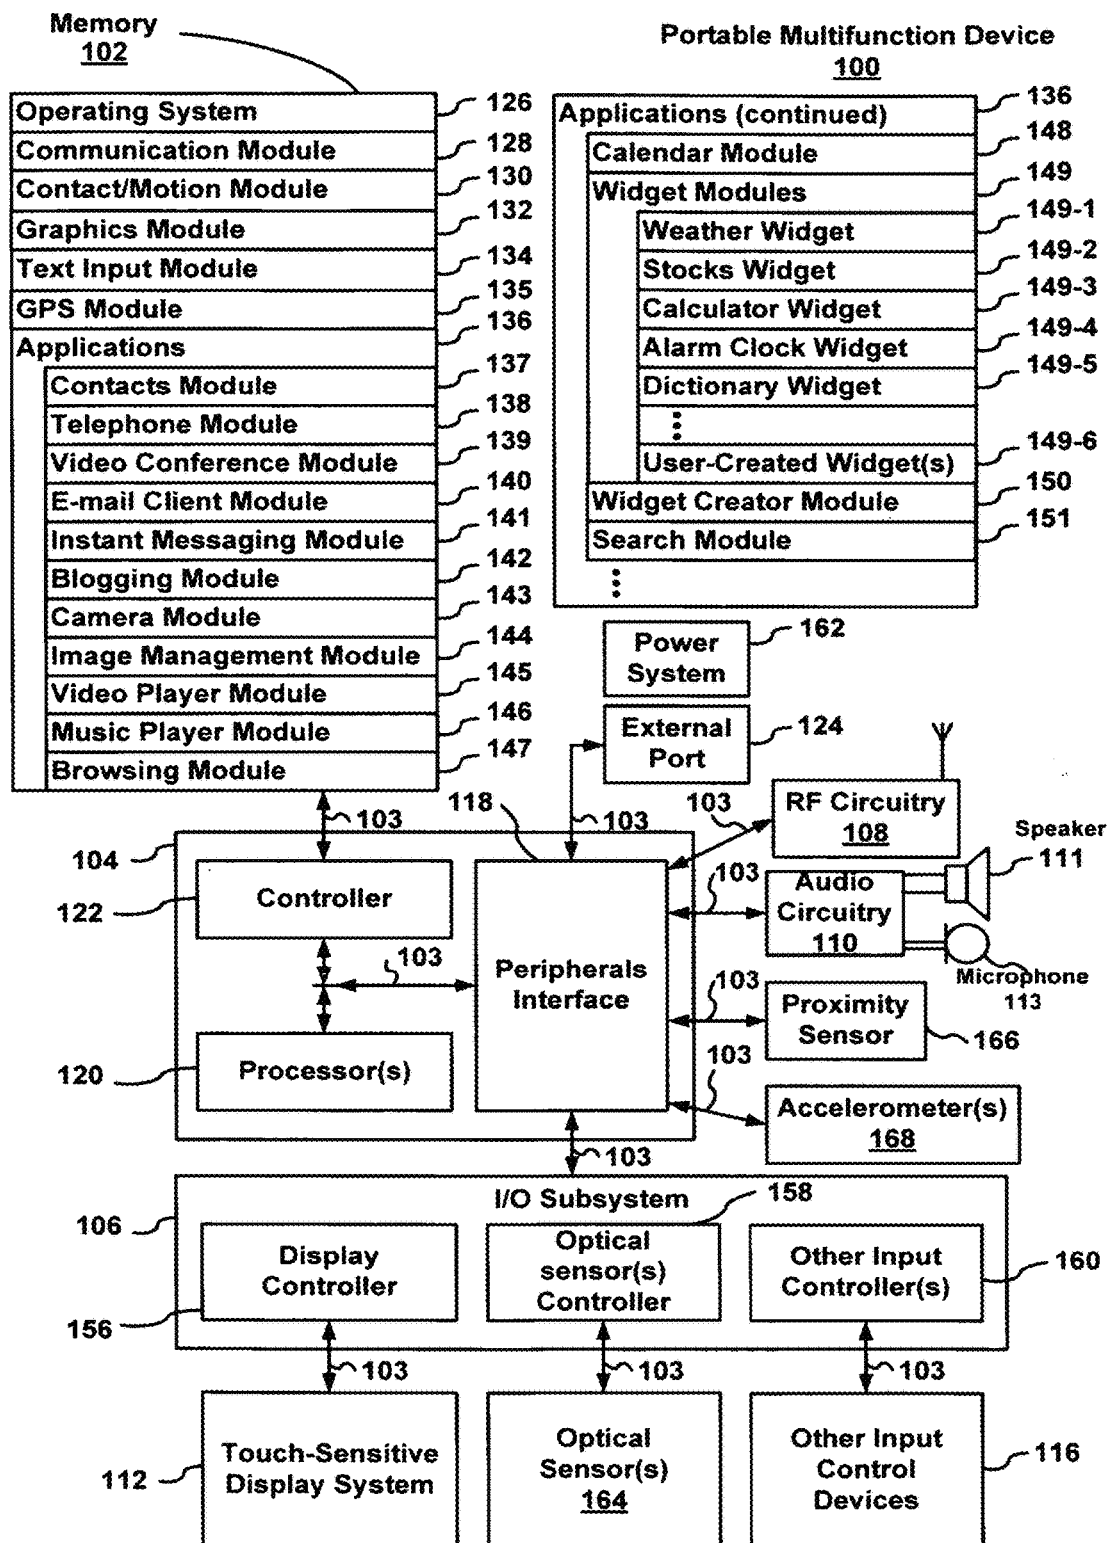 Memory
102
Portable Multifunction Device
100
Operating System
126
Communication Module
128
Contact/Motion Module
130
Graphics Module
132
Text Input Module
134
GPS Module
135
Applications
136
Contacts Module
137
Telephone Module
138
Video Conference Module
139
E-mail Client Module
140
Instant Messaging Module
141
Blogging Module
142
Camera Module
143
Image Management Module
144
Video Player Module
145
Music Player Module
146
Browsing Module
147
Applications (continued)
136
Calendar Module
148
Widget Modules
149
Weather Widget
149-1
Stocks Widget
149-2
Calculator Widget
149-3
Alarm Clock Widget
149-4
Dictionary Widget
149-5
User-Created Widget(s)
149-6
Widget Creator Module
150
Search Module
151
Power
System
162
External
Port
124
103
118
103
103
RF Circuitry
108
Speaker
111
104
Controller
122
103
Audio
Circuitry
110
103
Peripherals
Interface
Microphone
113
103
Proximity
Sensor
166
Processor(s)
120
103
Accelerometer(s)
168
103
I/O Subsystem
106
158
Display
Controller
156
Optical
sensor(s)
Controller
Other Input
Controller(s)
160
103
103
103
Touch-Sensitive
Display System
112
Optical
Sensor(s)
164
Other Input
Control
Devices
116